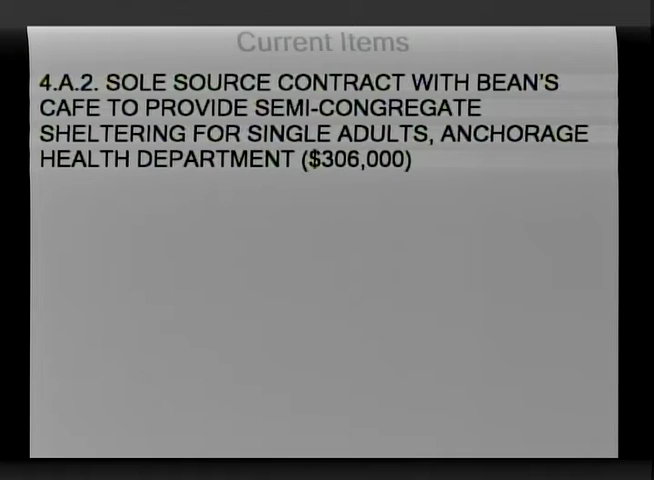 Current Items
4.A.2. SOLE SOURCE CONTRACT WITH BEAN'S
CAFE TO PROVIDE SEMI-CONGREGATE
SHELTERING FOR SINGLE ADULTS, ANCHORAGE
HEALTH DEPARTMENT ($306,000)